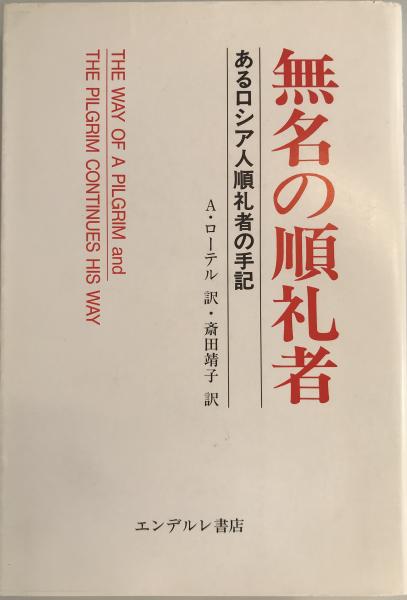 無名の順礼者
あるロシア人順礼者の手記
A・ローテル 訳・斎田靖子 訳
THE WAY OF A PILGRIM and
THE PILGRIM CONTINUES HIS WAY
エンデルレ書店